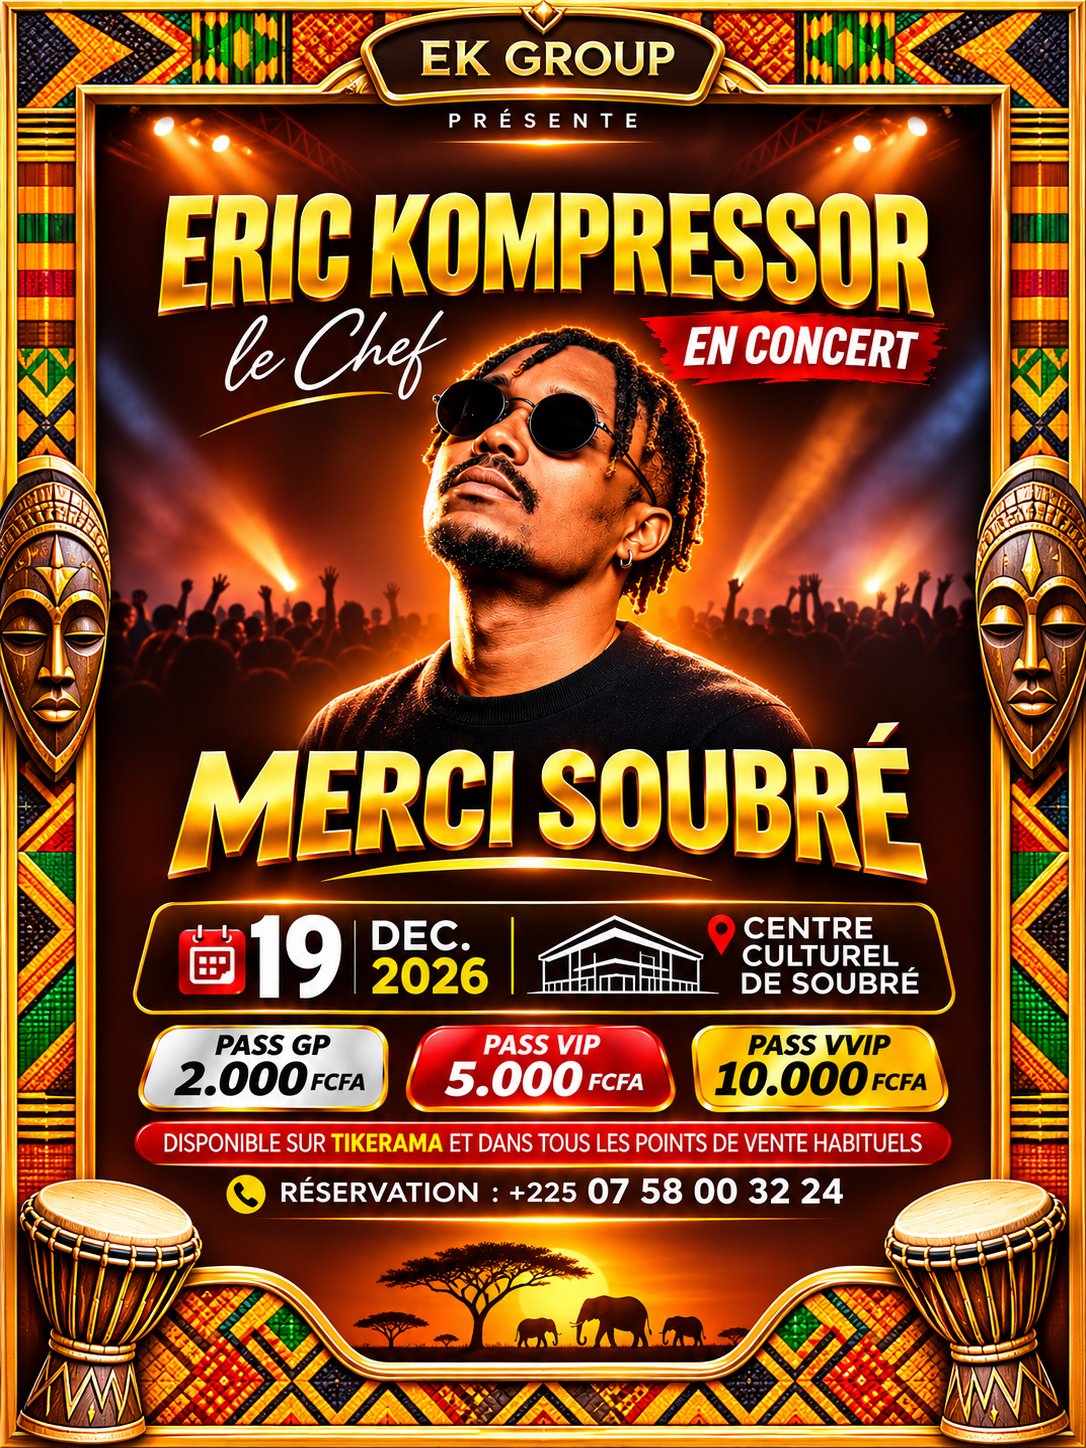 EK GROUP
PRÉSENTE
ERIC KOMPRESSOR
le Chef
EN CONCERT
MERCI SOUBRÉ
19
DEC.
2026
CENTRE
CULTUREL
DE SOUBRÉ
PASS GP
2.000 FCFA
PASS VIP
5.000 FCFA
PASS VVIP
10.000 FCFA
DISPONIBLE SUR TIKERAMA ET DANS TOUS LES POINTS DE VENTE HABITUELS
RÉSERVATION : +225 07 58 00 32 24